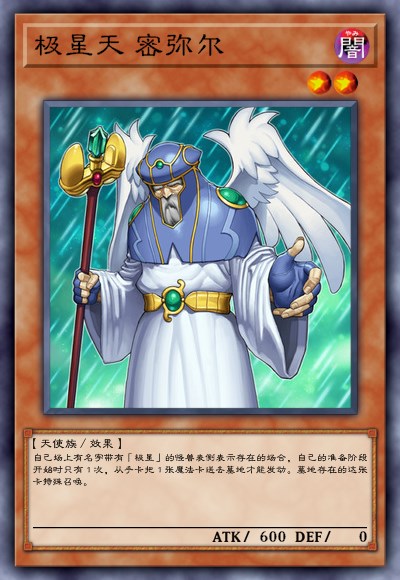 极星天 密弥尔
やみ
闇
【天使族／效果】
自己场上有名字带有「极星」的怪兽表侧表示存在的场合，自己的准备阶段
开始时只有1次，从手卡把1张魔法卡送去墓地才能发动。墓地存在的这张
卡特殊召唤。
ATK/ 600 DEF/ 0